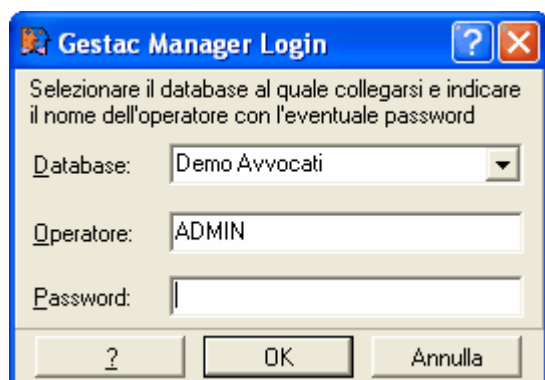 Gestac Manager Login
Selezionare il database al quale collegarsi e indicare
il nome dell'operatore con l'eventuale password
Database: Demo Avvocati
Operatore: ADMIN
Password:
? OK Annulla